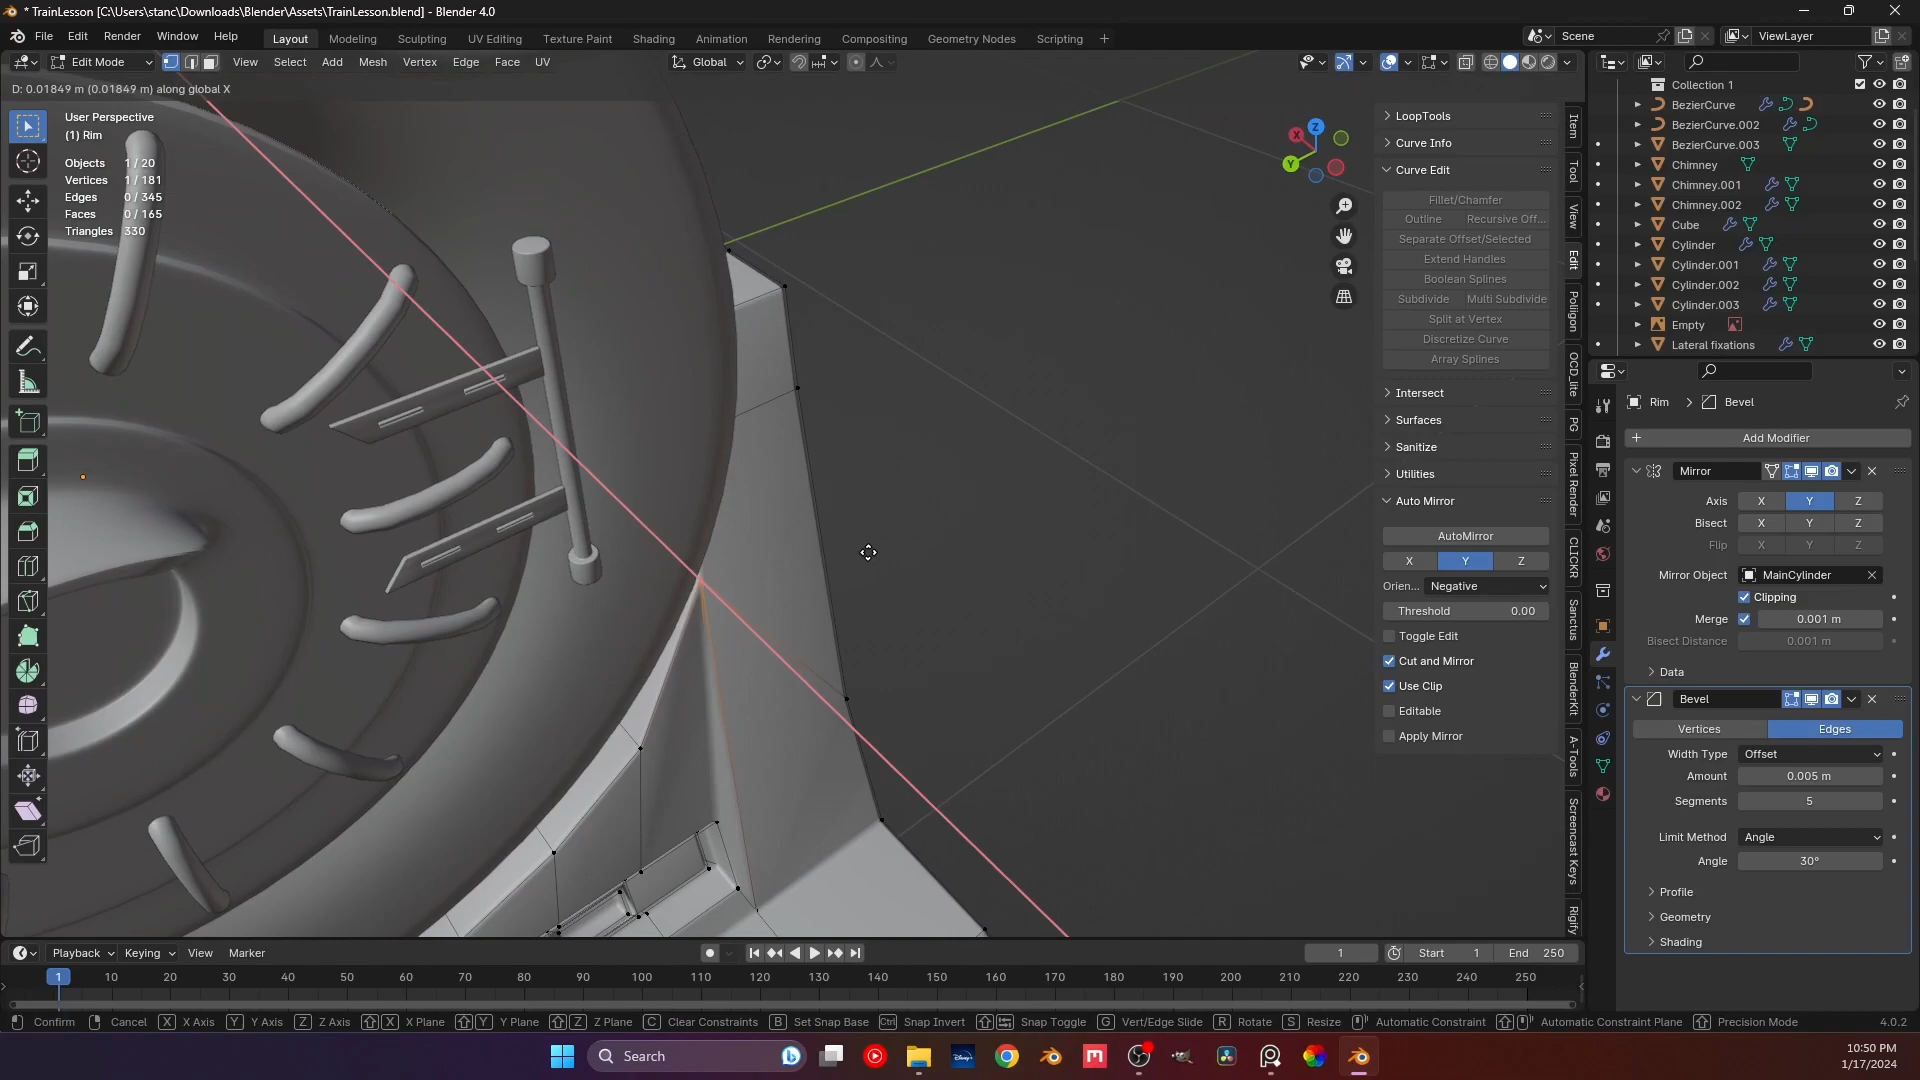 * TrainLesson [C:\Users\stanc\Downloads\Blender\Assets\TrainLesson.blend] - Blender 4.0
File Edit Render Window Help Layout Modeling Sculpting UV Editing Texture Paint Shading Animation Rendering Compositing Geometry Nodes Scripting + Scene ViewLayer
Edit Mode View Select Add Mesh Vertex Edge Face UV Global
D: 0.01849 m (0.01849 m) along global X
User Perspective
(1) Rim
Objects 1 / 20
Vertices 1 / 181
Edges 0 / 345
Faces 0 / 165
Triangles 330
X
Y
Z
LoopTools
Curve Info
Curve Edit
Fillet/Chamfer
Outline Recursive Off...
Separate Offset/Selected
Extend Handles
Boolean Splines
Subdivide Multi Subdivide
Split at Vertex
Discretize Curve
Array Splines
Intersect
Surfaces
Sanitize
Utilities
Auto Mirror
AutoMirror
X Y Z
Orien... Negative
Threshold 0.00
Toggle Edit
Cut and Mirror
Use Clip
Editable
Apply Mirror
Item
Tool
View
Edit
Poliigon
OCD_lite
PG
Pixel Render
CLICKR
Sanctus
BlenderKit
A-Tools
Screencast Keys
Rigify
Collection 1
BezierCurve
BezierCurve.002
BezierCurve.003
Chimney
Chimney.001
Chimney.002
Cube
Cylinder
Cylinder.001
Cylinder.002
Cylinder.003
Empty
Lateral fixations
Rim Bevel
+ Add Modifier
Mirror
Axis X Y Z
Bisect X Y Z
Flip X Y Z
Mirror Object MainCylinder
Clipping
Merge 0.001 m
Bisect Distance 0.001 m
Data
Bevel
Vertices Edges
Width Type Offset
Amount 0.005 m
Segments 5
Limit Method Angle
Angle 30°
Profile
Geometry
Shading
Playback Keying View Marker 1 Start 1 End 250
1 10 20 30 40 50 60 70 80 90 100 110 120 130 140 150 160 170 180 190 200 210 220 230 240 250
Confirm Cancel X X Axis Y Y Axis Z Z Axis X X Plane Y Y Plane Z Z Plane C Clear Constraints B Set Snap Base Ctrl Snap Invert Snap Toggle G Vert/Edge Slide R Rotate S Resize Automatic Constraint Automatic Constraint Plane Precision Mode 4.0.2
Search
Disney+
10:50 PM
1/17/2024